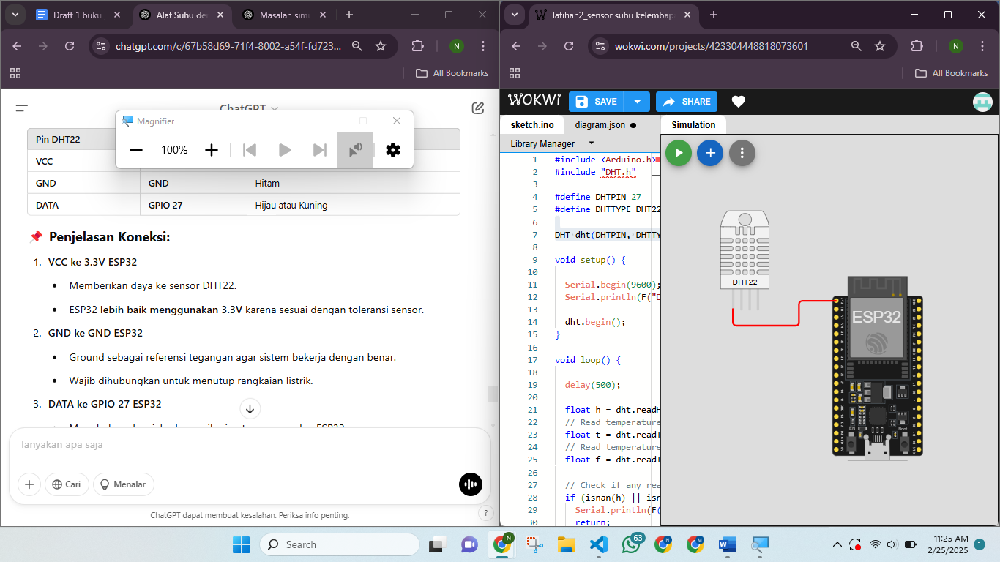 Draft 1 buku
Alat Suhu de
Masalah sim
chatgpt.com/c/67b58d69-71f4-8002-a54f-fd723...
N
All Bookmarks
ChatGPT
Magnifier
100%
Pin DHT22
VCC
GND GND Hitam
DATA GPIO 27 Hijau atau Kuning
Penjelasan Koneksi:
1. VCC ke 3.3V ESP32
• Memberikan daya ke sensor DHT22.
• ESP32 lebih baik menggunakan 3.3V karena sesuai dengan toleransi sensor.
2. GND ke GND ESP32
• Ground sebagai referensi tegangan agar sistem bekerja dengan benar.
• Wajib dihubungkan untuk menutup rangkaian listrik.
3. DATA ke GPIO 27 ESP32
• Menghubungkan jalur komunikasi antara sensor dan ESP32
Tanyakan apa saja
Cari
Menalar
ChatGPT dapat membuat kesalahan. Periksa info penting.
?
latihan2_sensor suhu kelembap
wokwi.com/projects/423304448818073601
N
All Bookmarks
WOKWI
SAVE
SHARE
sketch.ino
diagram.json
Simulation
Library Manager
1 #include <Arduino.h>
2 #include "DHT.h"
3
4 #define DHTPIN 27
5 #define DHTTYPE DHT22
6
7 DHT dht(DHTPIN, DHTTY
8
9 void setup() {
10
11 Serial.begin(9600);
12 Serial.println(F("D
13
14 dht.begin();
15 }
16
17 void loop() {
18
19 delay(500);
20
21 float h = dht.readH
22 // Read temperature
23 float t = dht.readT
24 // Read temperature
25 float f = dht.readT
26
27 // Check if any rea
28 if (isnan(h) || isn
29 Serial.println(F(
30 return;
DHT22
ESP32
Search
N
63
11:25 AM
2/25/2025
1